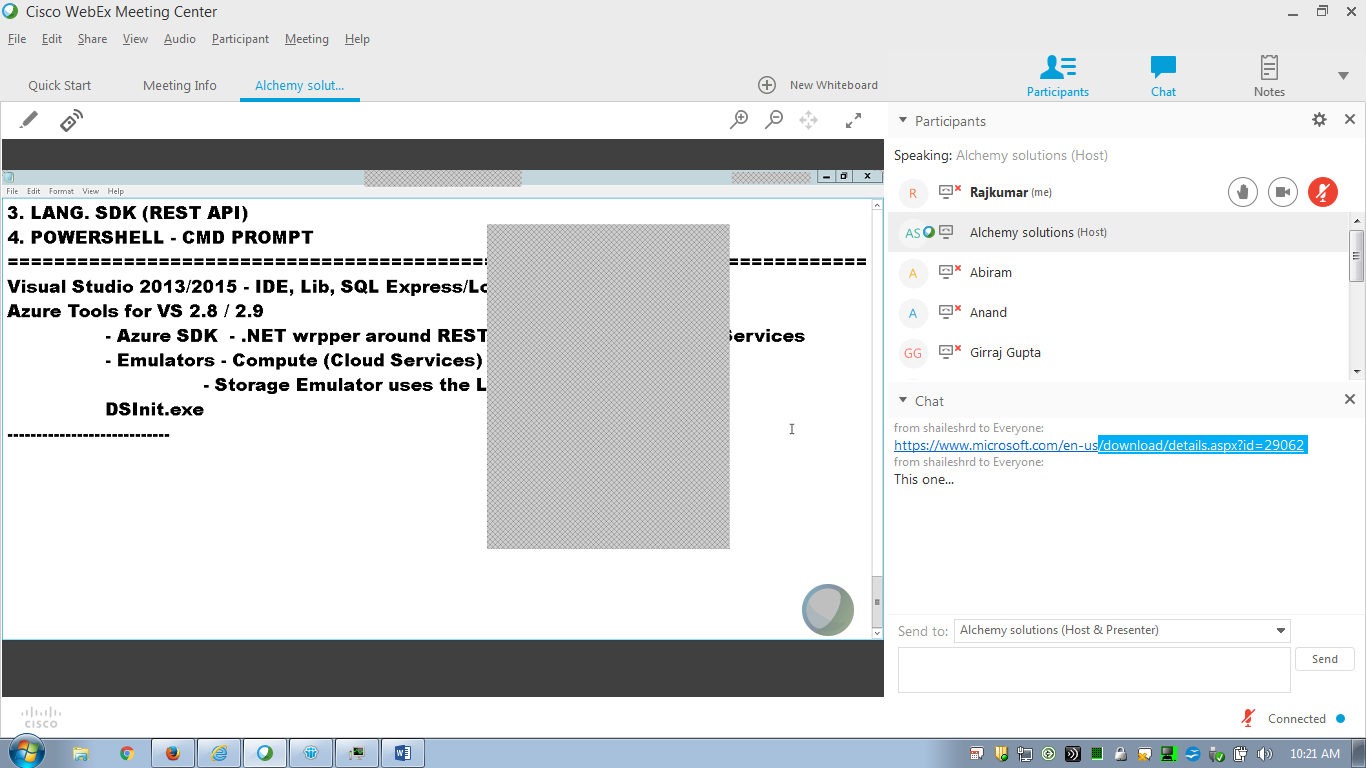 Cisco WebEx Meeting Center
File Edit Share View Audio Participant Meeting Help
Quick Start Meeting Info Alchemy solut... New Whiteboard
Participants Chat Notes
File Edit Format View Help
3. LANG. SDK (REST API)
4. POWERSHELL - CMD PROMPT
==========================================================================
Visual Studio 2013/2015 - IDE, Lib, SQL Express/Lo
Azure Tools for VS 2.8 / 2.9
- Azure SDK - .NET wrpper around REST ervices
- Emulators - Compute (Cloud Services)
- Storage Emulator uses the L
DSInit.exe
----------------------------
Participants
Speaking: Alchemy solutions (Host)
R Rajkumar (me)
AS Alchemy solutions (Host)
A Abiram
A Anand
GG Girraj Gupta
Chat
from shaileshrd to Everyone:
https://www.microsoft.com/en-us/download/details.aspx?id=29062
from shaileshrd to Everyone:
This one...
Send to: Alchemy solutions (Host & Presenter)
Send
CISCO
Connected
10:21 AM